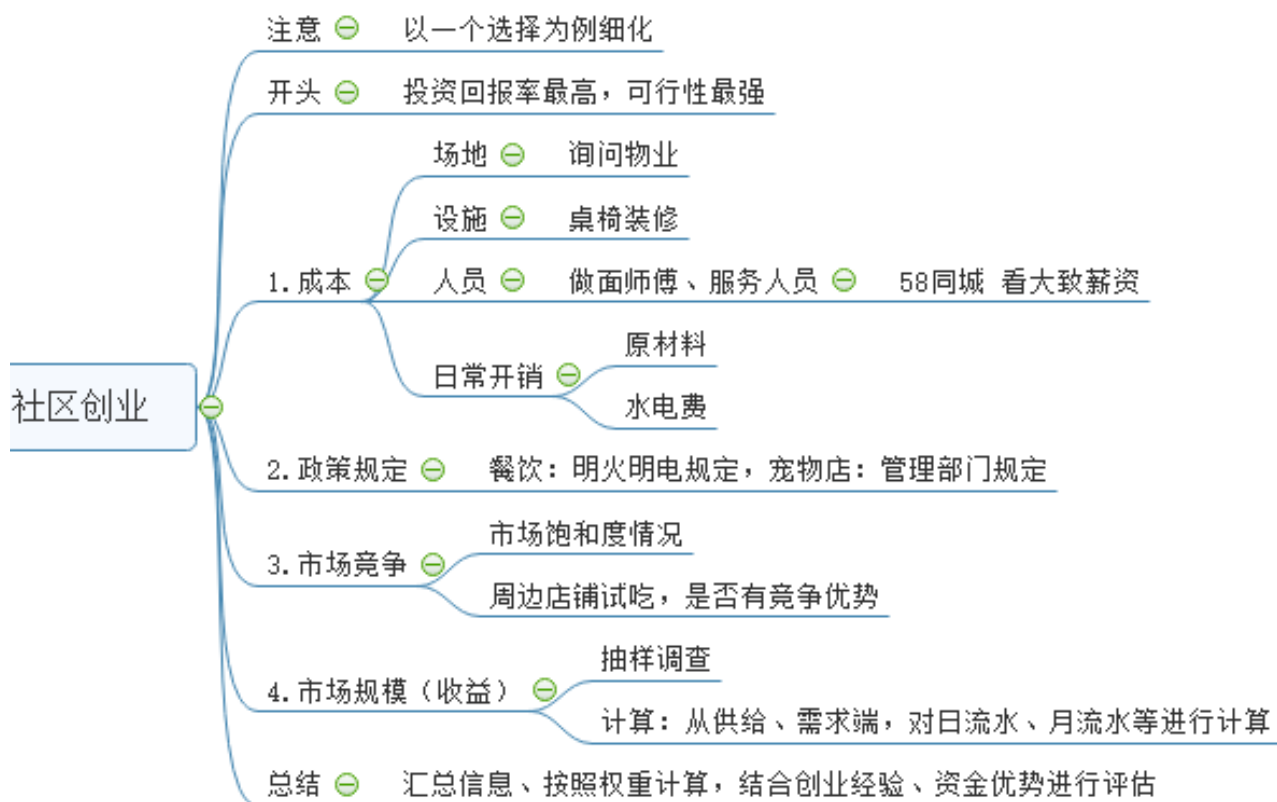 注意 以一个选择为例细化
开头 投资回报率最高，可行性最强
场地 询问物业
设施 桌椅装修
1.成本 人员 做面师傅、服务人员 58同城 看大致薪资
原材料
日常开销
水电费
社区创业
2.政策规定 餐饮：明火明电规定，宠物店：管理部门规定
市场饱和度情况
3.市场竞争
周边店铺试吃，是否有竞争优势
抽样调查
4.市场规模（收益）
计算：从供给、需求端，对日流水、月流水等进行计算
总结 汇总信息、按照权重计算，结合创业经验、资金优势进行评估